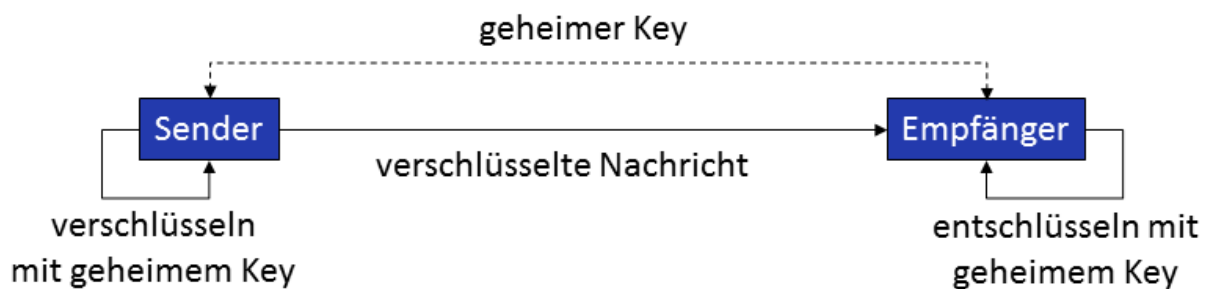 geheimer Key
Sender
Empfänger
verschlüsselte Nachricht
verschlüsseln
mit geheimem Key
entschlüsseln mit
geheimem Key